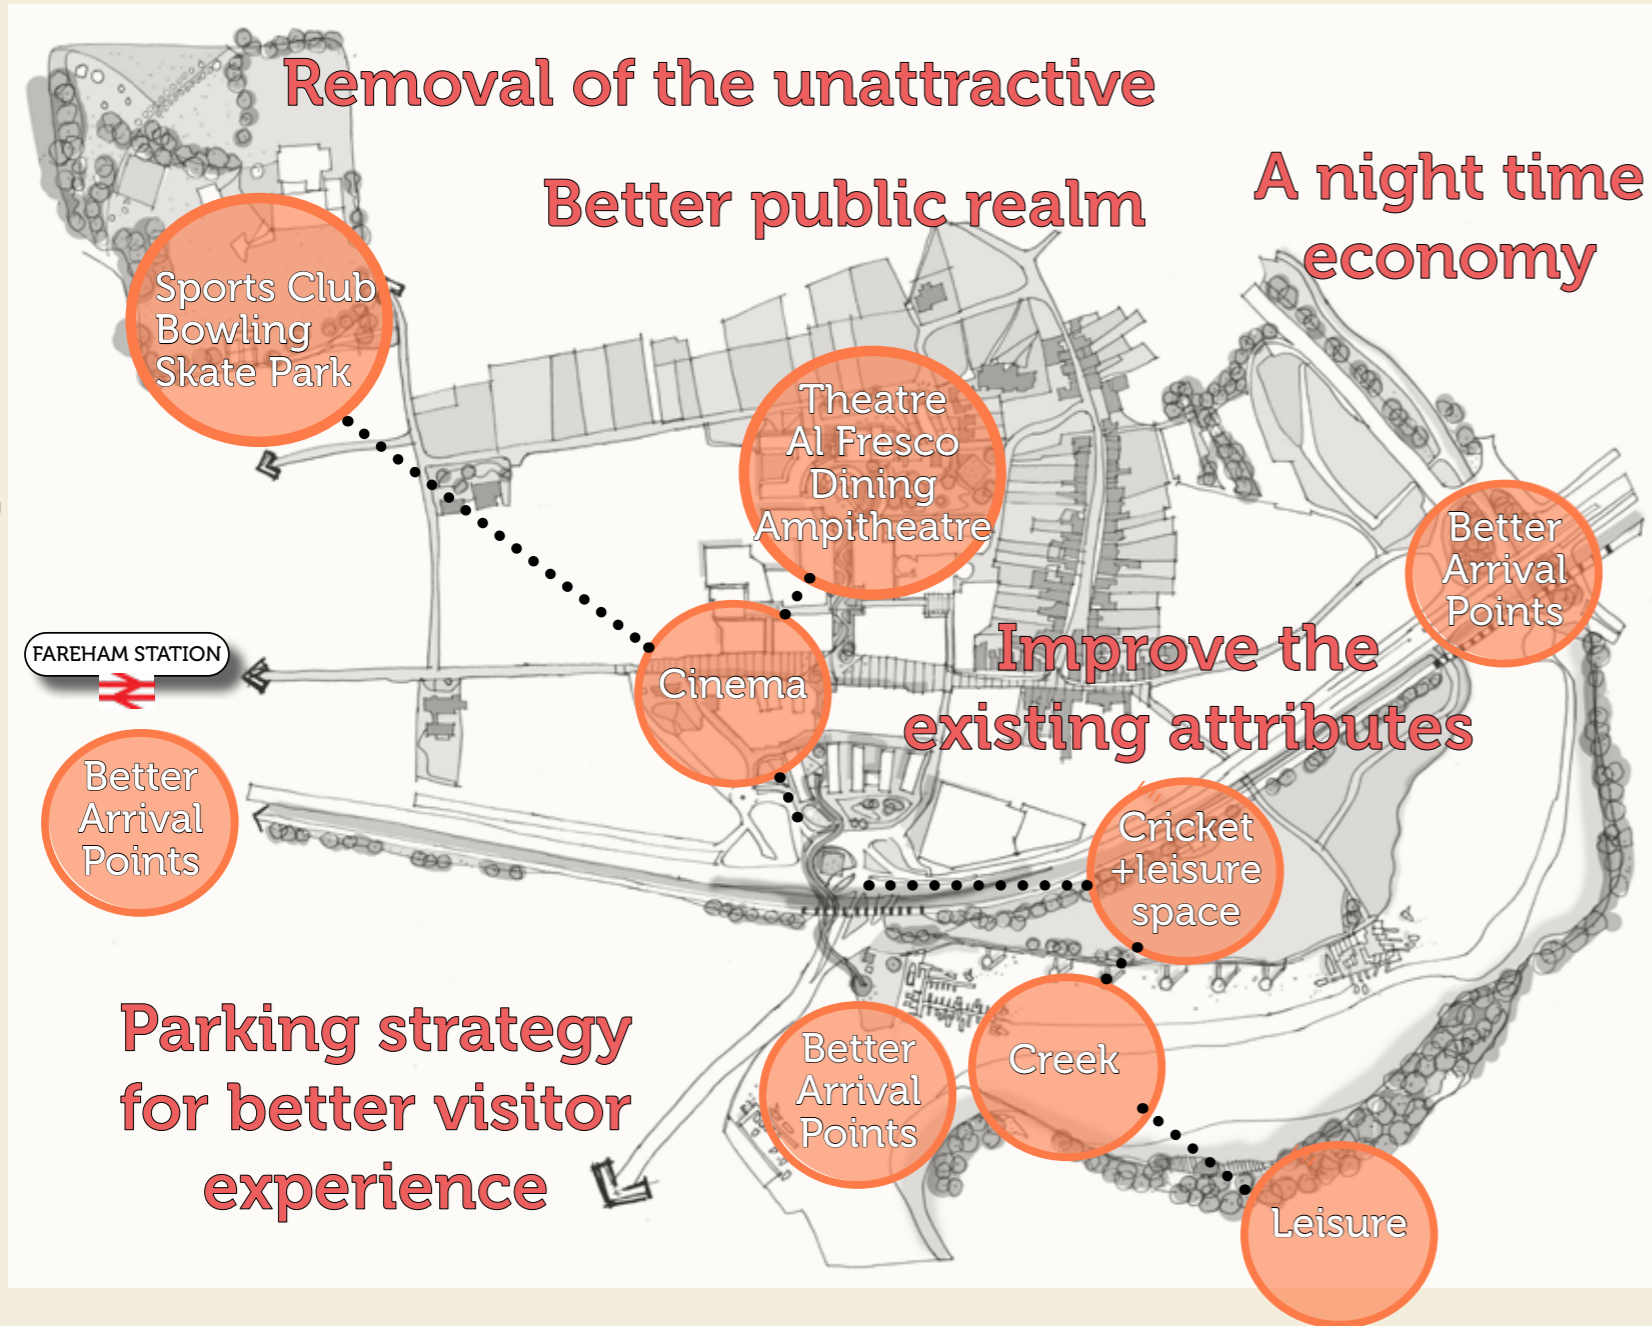 Removal of the unattractive
Better public realm
A night time
economy
Sports Club
Bowling
Skate Park
Theatre
Al Fresco
Dining
Ampitheatre
Better
Arrival
Points
FAREHAM STATION
Cinema
Improve the
existing attributes
Better
Arrival
Points
Cricket
+leisure
space
Parking strategy
for better visitor
experience
Better
Arrival
Points
Creek
Leisure